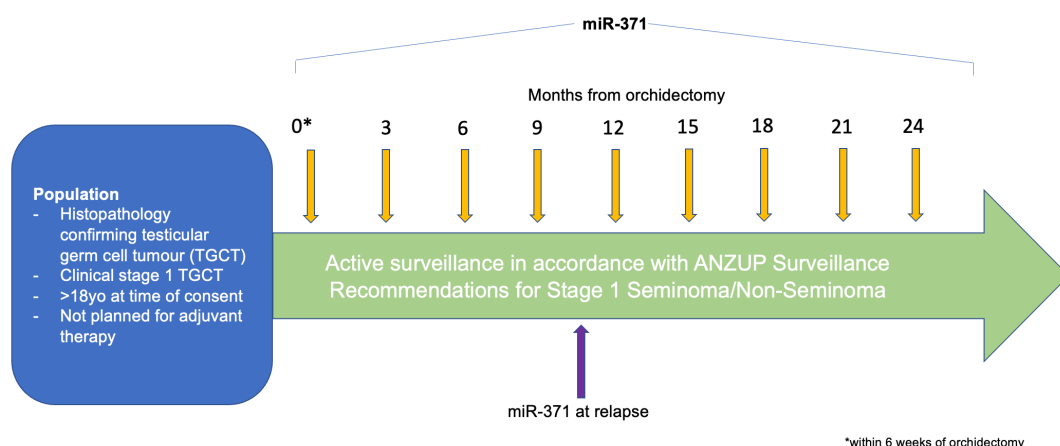 miR-371
Months from orchidectomy
0* 3 6 9 12 15 18 21 24
Population
- Histopathology
confirming testicular
germ cell tumour (TGCT)
- Clinical stage 1 TGCT
- >18yo at time of consent
- Not planned for adjuvant
therapy
Active surveillance in accordance with ANZUP Surveillance
Recommendations for Stage 1 Seminoma/Non-Seminoma
miR-371 at relapse
*within 6 weeks of orchidectomy